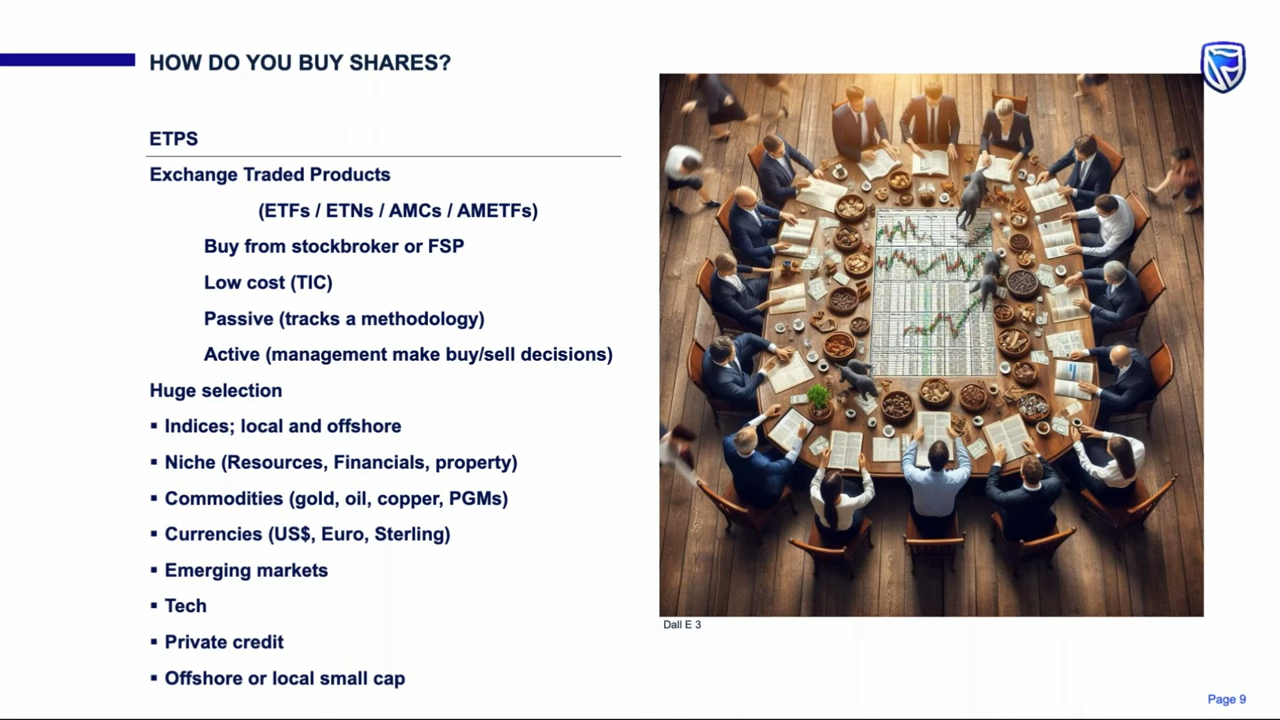 HOW DO YOU BUY SHARES?
ETPS
Exchange Traded Products
(ETFs / ETNs / AMCs / AMETFs)
Buy from stockbroker or FSP
Low cost (TIC)
Passive (tracks a methodology)
Active (management make buy/sell decisions)
Huge selection
▪ Indices; local and offshore
▪ Niche (Resources, Financials, property)
▪ Commodities (gold, oil, copper, PGMs)
▪ Currencies (US$, Euro, Sterling)
▪ Emerging markets
▪ Tech
▪ Private credit
▪ Offshore or local small cap
Dall E 3
Page 9